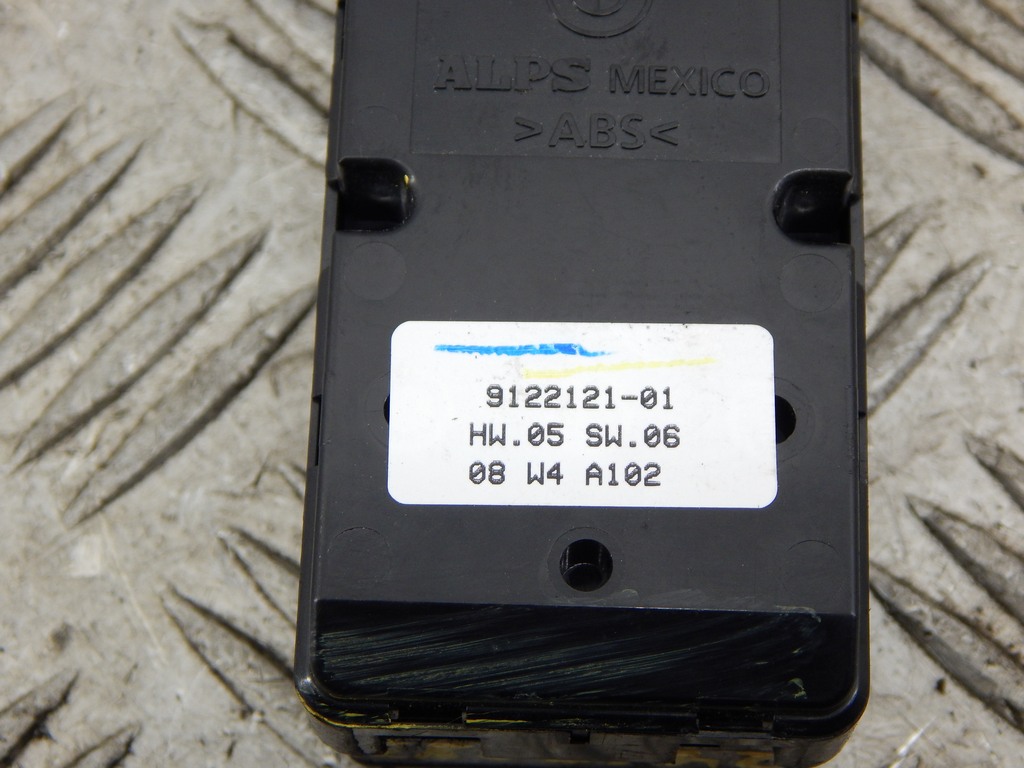 ALPS MEXICO
>ABS<
9122121-01
HW.05 SW.06
08 W4 A102